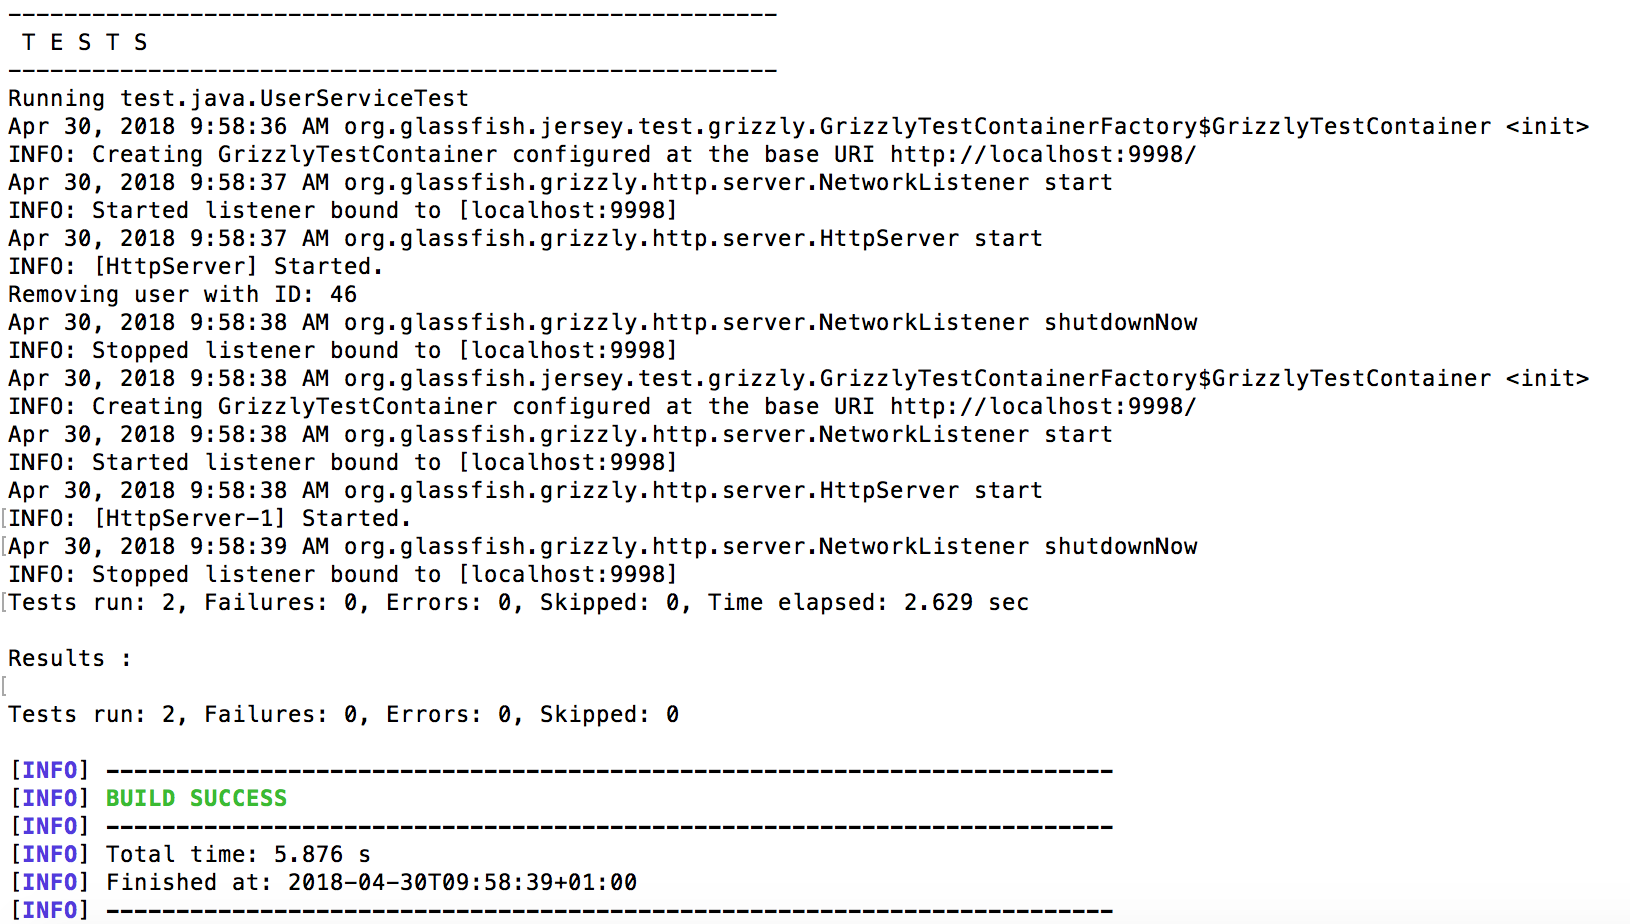 -------------------------------------------------------
 T E S T S
-------------------------------------------------------
Running test.java.UserServiceTest
Apr 30, 2018 9:58:36 AM org.glassfish.jersey.test.grizzly.GrizzlyTestContainerFactory$GrizzlyTestContainer <init>
INFO: Creating GrizzlyTestContainer configured at the base URI http://localhost:9998/
Apr 30, 2018 9:58:37 AM org.glassfish.grizzly.http.server.NetworkListener start
INFO: Started listener bound to [localhost:9998]
Apr 30, 2018 9:58:37 AM org.glassfish.grizzly.http.server.HttpServer start
INFO: [HttpServer] Started.
Removing user with ID: 46
Apr 30, 2018 9:58:38 AM org.glassfish.grizzly.http.server.NetworkListener shutdownNow
INFO: Stopped listener bound to [localhost:9998]
Apr 30, 2018 9:58:38 AM org.glassfish.jersey.test.grizzly.GrizzlyTestContainerFactory$GrizzlyTestContainer <init>
INFO: Creating GrizzlyTestContainer configured at the base URI http://localhost:9998/
Apr 30, 2018 9:58:38 AM org.glassfish.grizzly.http.server.NetworkListener start
INFO: Started listener bound to [localhost:9998]
Apr 30, 2018 9:58:38 AM org.glassfish.grizzly.http.server.HttpServer start
[INFO: [HttpServer-1] Started.
[Apr 30, 2018 9:58:39 AM org.glassfish.grizzly.http.server.NetworkListener shutdownNow
INFO: Stopped listener bound to [localhost:9998]
[Tests run: 2, Failures: 0, Errors: 0, Skipped: 0, Time elapsed: 2.629 sec

Results :
[
Tests run: 2, Failures: 0, Errors: 0, Skipped: 0

[INFO] ------------------------------------------------------------------------
[INFO] BUILD SUCCESS
[INFO] ------------------------------------------------------------------------
[INFO] Total time: 5.876 s
[INFO] Finished at: 2018-04-30T09:58:39+01:00
[INFO] ------------------------------------------------------------------------